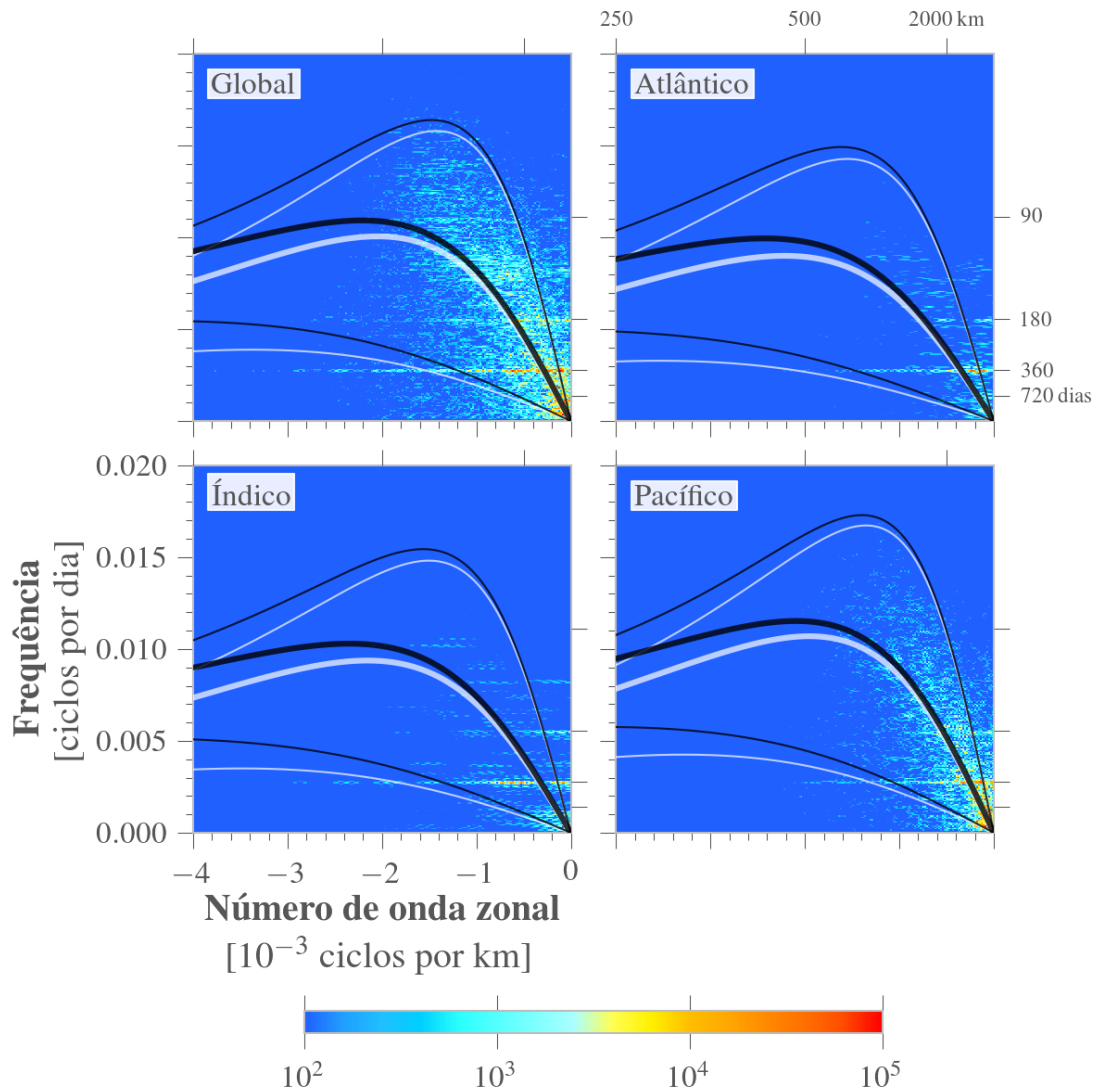 250 500 2000 km
Global
Atlântico
90
180
360
720 dias
Índico
Pacífico
0.020
0.015
0.010
0.005
0.000
Frequência
[ciclos por dia]
−4 −3 −2 −1 0
Número de onda zonal
[10⁻³ ciclos por km]
10² 10³ 10⁴ 10⁵